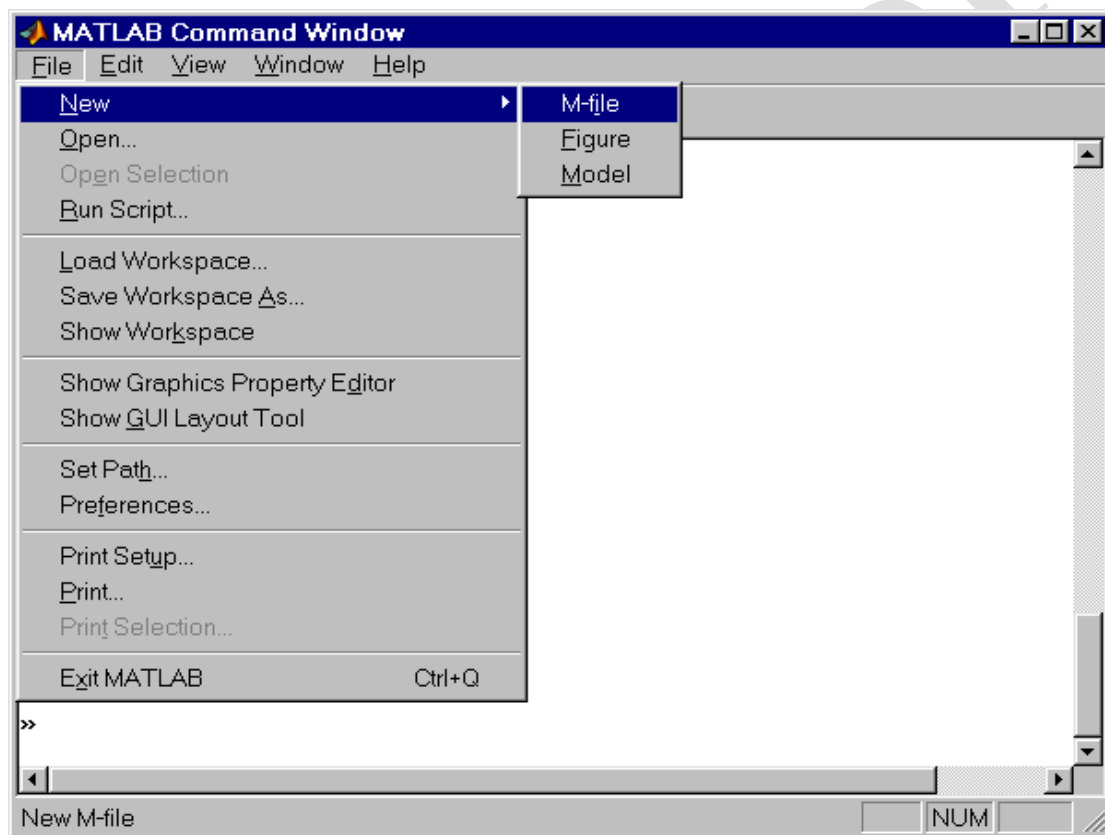 MATLAB Command Window
File Edit View Window Help
New
M-file
Open...
Figure
Open Selection
Model
Run Script...
Load Workspace...
Save Workspace As...
Show Workspace
Show Graphics Property Editor
Show GUI Layout Tool
Set Path...
Preferences...
Print Setup...
Print...
Print Selection...
Exit MATLAB Ctrl+Q
»
New M-file NUM